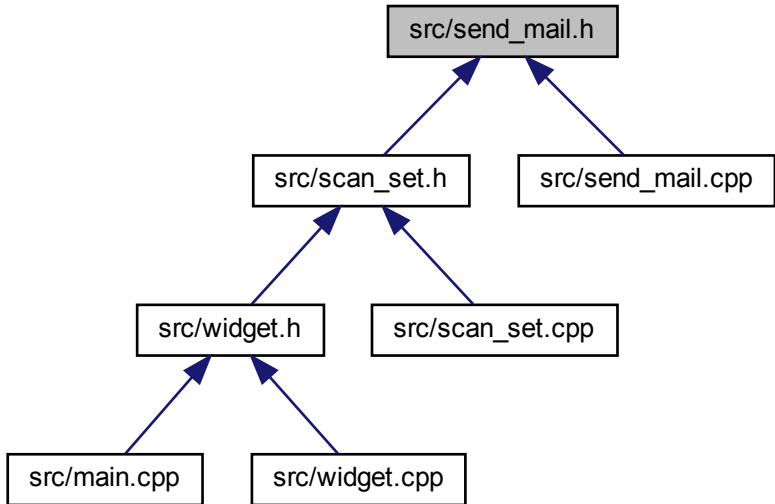 src/send_mail.h
src/scan_set.h
src/send_mail.cpp
src/widget.h
src/scan_set.cpp
src/main.cpp
src/widget.cpp